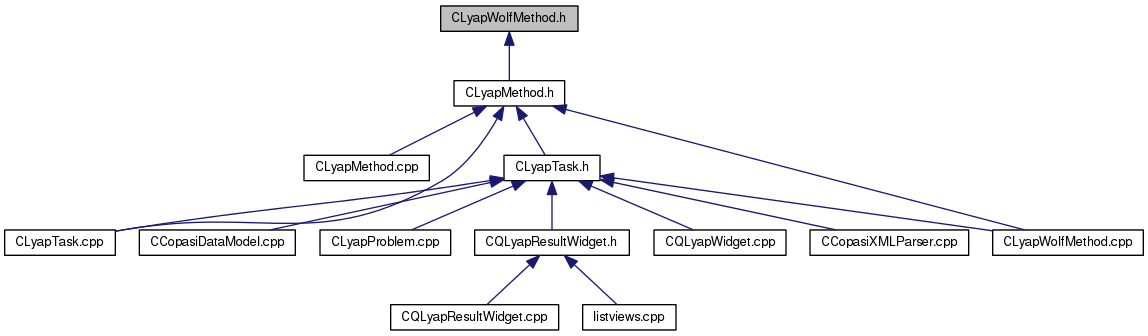 CLyapWolfMethod.h
CLyapMethod.h
CLyapMethod.cpp
CLyapTask.h
CLyapTask.cpp
CCopasiDataModel.cpp
CLyapProblem.cpp
CQLyapResultWidget.h
CQLyapWidget.cpp
CCopasiXMLParser.cpp
CLyapWolfMethod.cpp
CQLyapResultWidget.cpp
listviews.cpp